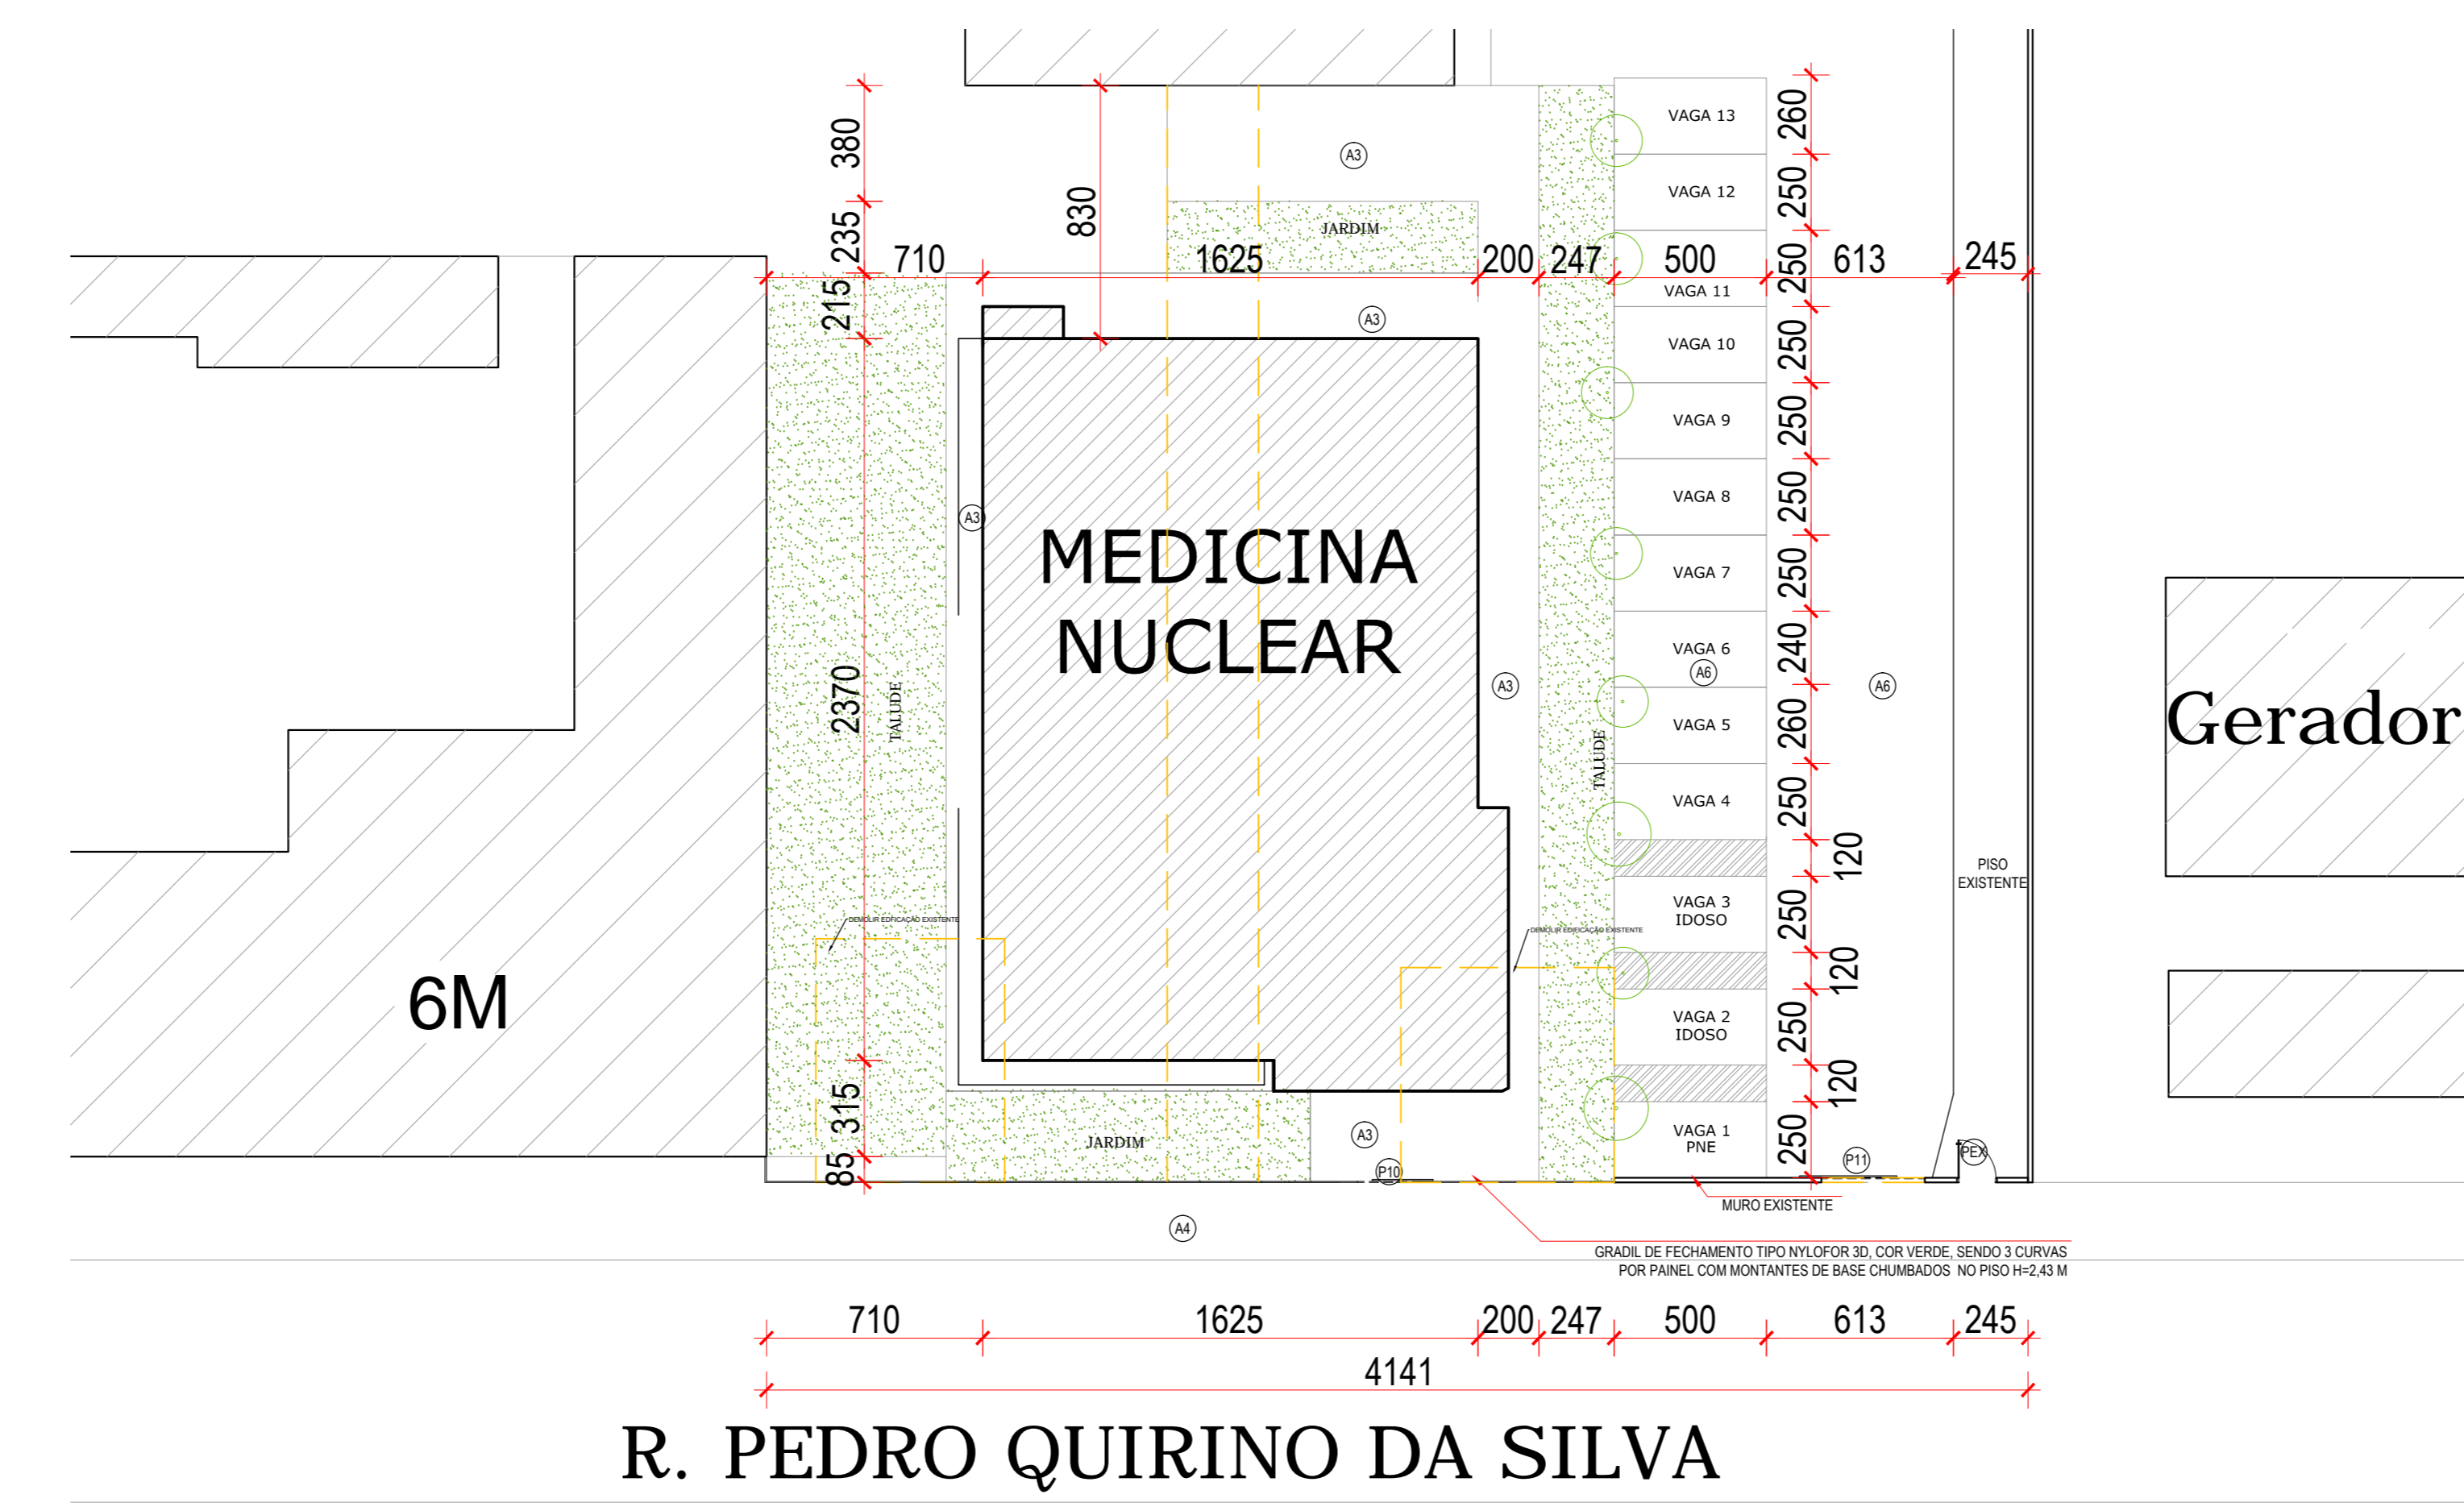 VAGA 13
260
380
A3
VAGA 12
250
830
235
JARDIM
710
1625
200
247
500
250
613
245
VAGA 11
215
A3
VAGA 10
250
VAGA 9
250
VAGA 8
250
A3
MEDICINA
NUCLEAR
VAGA 7
250
VAGA 6
240
A6
A3
A6
2370
TALUDE
VAGA 5
260
TALUDE
Gerador
VAGA 4
250
120
PISO
EXISTENTE
VAGA 3
IDOSO
250
DEMOLIR EDIFICAÇÃO EXISTENTE
DEMOLIR EDIFICAÇÃO EXISTENTE
120
6M
VAGA 2
IDOSO
250
120
315
JARDIM
A3
VAGA 1
PNE
250
85
P10
P11
PEX
MURO EXISTENTE
A4
GRADIL DE FECHAMENTO TIPO NYLOFOR 3D, COR VERDE, SENDO 3 CURVAS
POR PAINEL COM MONTANTES DE BASE CHUMBADOS NO PISO H=2,43 M
710
1625
200
247
500
613
245
4141
R. PEDRO QUIRINO DA SILVA